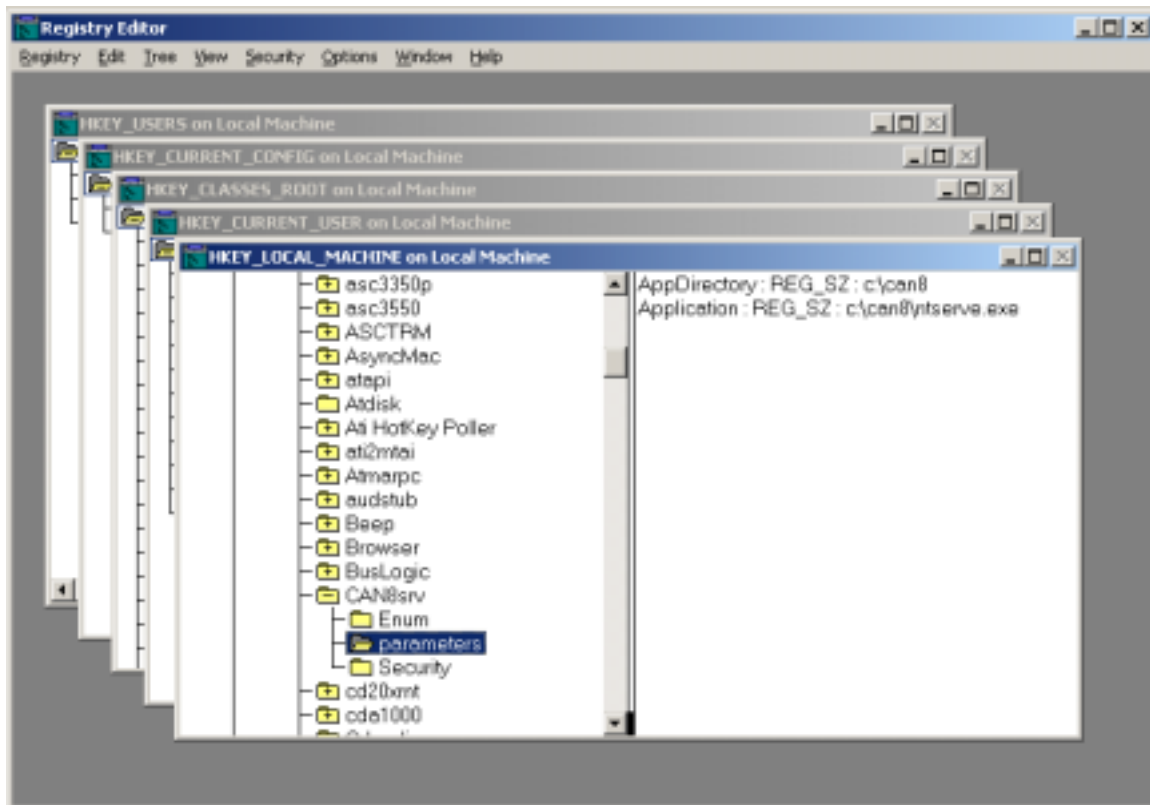 Registry Editor
Registry Edit Tree View Security Options Window Help
HKEY_USERS on Local Machine
HKEY_CURRENT_CONFIG on Local Machine
HKEY_CLASSES_ROOT on Local Machine
HKEY_CURRENT_USER on Local Machine
HKEY_LOCAL_MACHINE on Local Machine
asc3350p
AppDirectory : REG_SZ : c:\can8
asc3550
Application : REG_SZ : c:\can8\ntserve.exe
ASCTRM
AsyncMac
atapi
Atdisk
Ati HotKey Poller
ati2mtai
Atmarpc
audstub
Beep
Browser
BusLogic
CAN8srv
Enum
parameters
Security
cd20xrnt
cda1000